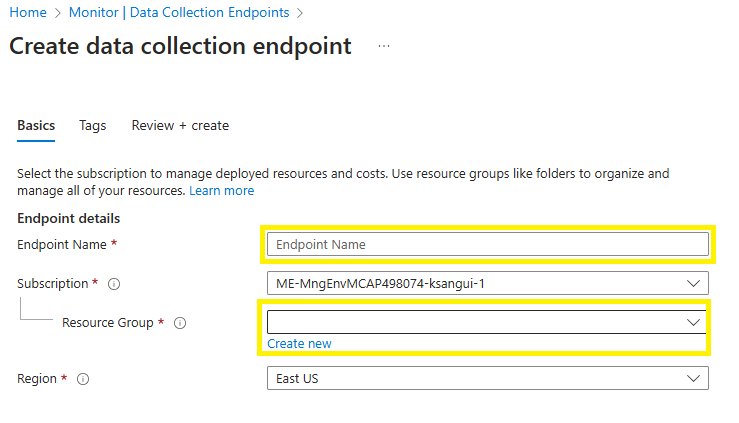 Home > Monitor | Data Collection Endpoints >
Create data collection endpoint ...
Basics Tags Review + create
Select the subscription to manage deployed resources and costs. Use resource groups like folders to organize and
manage all of your resources. Learn more
Endpoint details
Endpoint Name * Endpoint Name
Subscription * ME-MngEnvMCAP498074-ksangui-1
Resource Group *
Create new
Region * East US